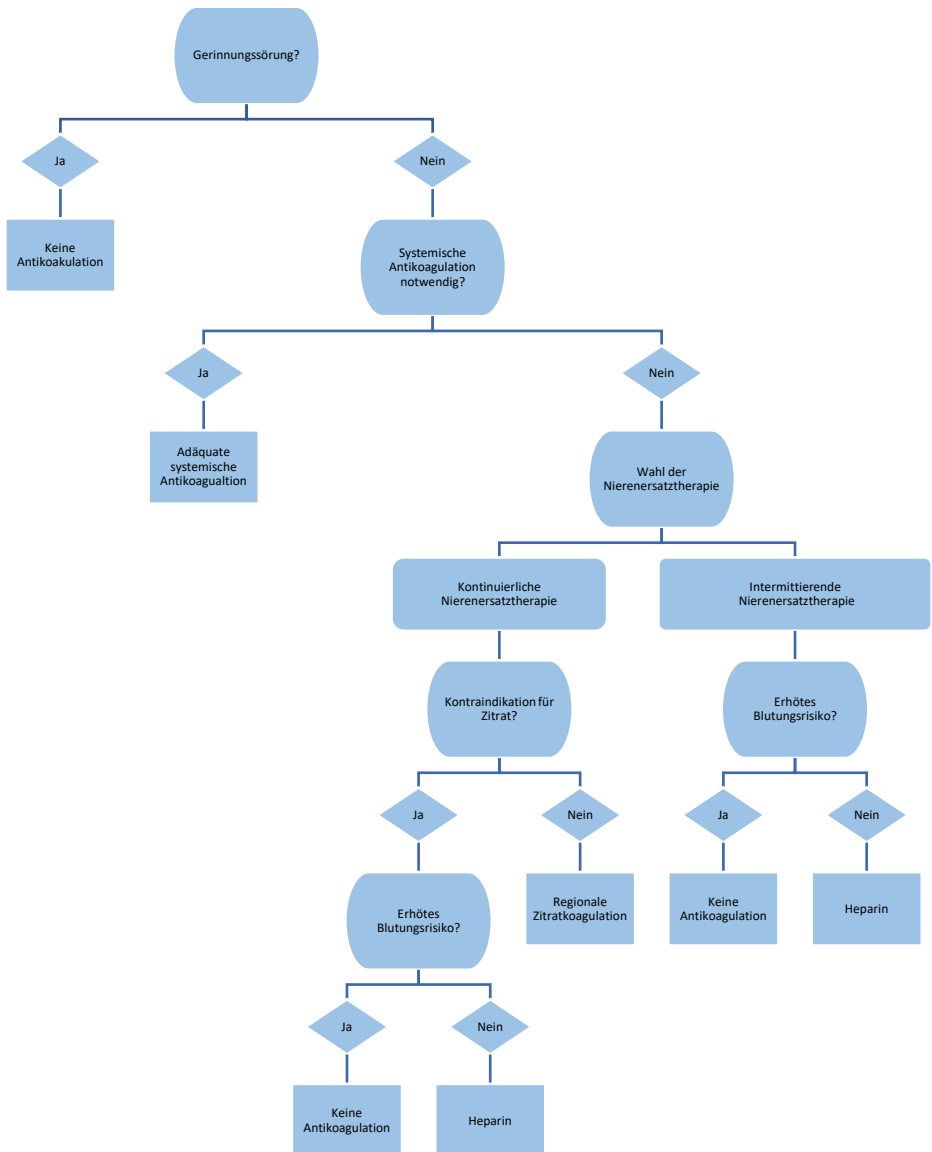 Gerinnungssörung?
Ja
Nein
Keine
Antikoakulation
Systemische
Antikoagulation
notwendig?
Ja
Nein
Adäquate
systemische
Antikoagualtion
Wahl der
Nierenersatztherapie
Kontinuierliche
Nierenersatztherapie
Intermittierende
Nierenersatztherapie
Kontraindikation für
Zitrat?
Erhötes
Blutungsrisiko?
Ja
Nein
Ja
Nein
Erhötes
Blutungsrisiko?
Regionale
Zitratkoagulation
Keine
Antikoagulation
Heparin
Ja
Nein
Keine
Antikoagulation
Heparin